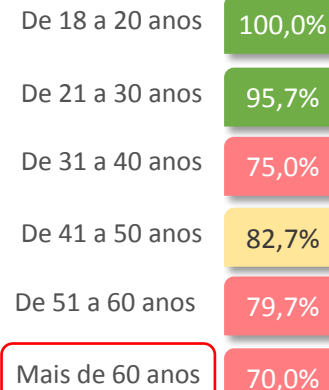 De 18 a 20 anos 100,0%
De 21 a 30 anos 95,7%
De 31 a 40 anos 75,0%
De 41 a 50 anos 82,7%
De 51 a 60 anos 79,7%
Mais de 60 anos 70,0%